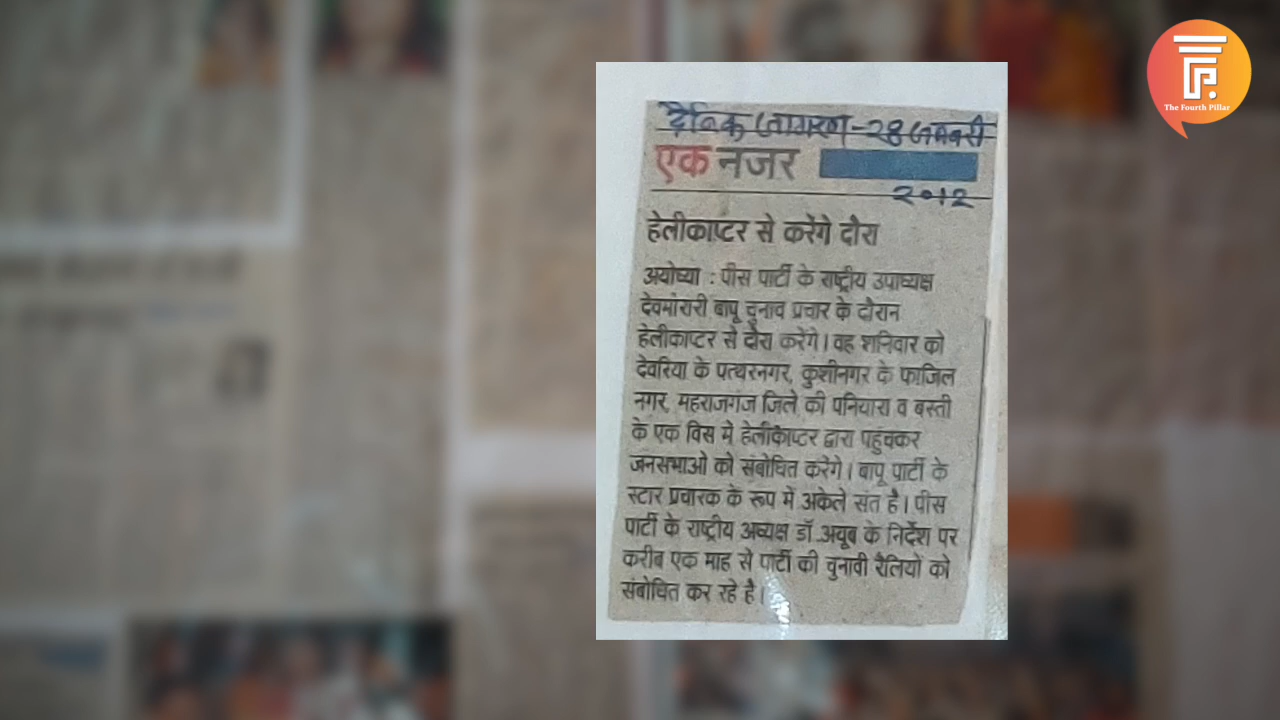 दैनिक जागरण-28 जनवरी
एक नजर
2012
हेलीकाप्टर से करेंगे दौरा
अयोध्या : पीस पार्टी के राष्ट्रीय उपाध्यक्ष
देवमुरारी बापू चुनाव प्रचार के दौरान
हेलीकाप्टर से दौरा करेंगे। वह शनिवार को
देवरिया के पत्थरनगर, कुशीनगर के फाजिल
नगर, महराजगंज जिले की पनियारा व बस्ती
के एक विस में हेलीकाप्टर द्वारा पहुंचकर
जनसभाओं को संबोधित करेंगे। बापू पार्टी के
स्टार प्रचारक के रूप में अकेले संत है। पीस
पार्टी के राष्ट्रीय अध्यक्ष डॉ. अयूब के निर्देश पर
करीब एक माह से पार्टी की चुनावी रैलियों को
संबोधित कर रहे है।
The Fourth Pillar